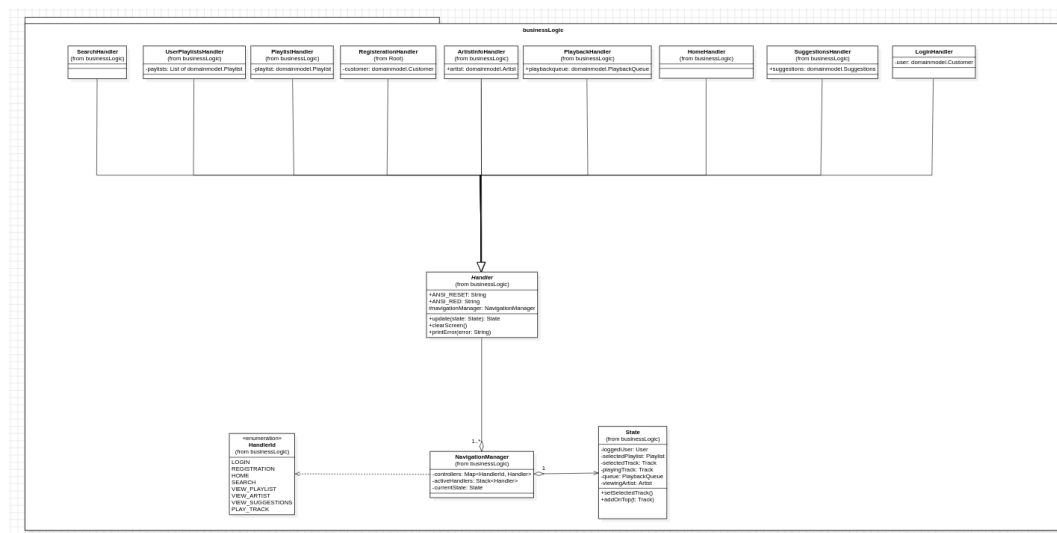 businessLogic
SearchHandler
(from businessLogic)
UserPlaylistsHandler
(from businessLogic)
-paylists: List of domainmodel.Playlist
PlaylistHandler
(from businessLogic)
-playlist: domainmodel.Playlist
RegisterationHandler
(from Root)
-customer: domainmodel.Customer
ArtistInfoHandler
(from businessLogic)
+artist: domainmodel.Artist
PlaybackHandler
(from businessLogic)
+playbackqueue: domainmodel.PlaybackQueue
HomeHandler
(from businessLogic)
SuggestionsHandler
(from businessLogic)
+suggestions: domainmodel.Suggestions
LoginHandler
-user: domainmodel.Customer
Handler
(from businessLogic)
+ANSI_RESET: String
+ANSI_RED: String
#navigationManager: NavigationManager
+update(state: State): State
+clearScreen()
+printError(error: String)
1..*
«enumeration»
HandlerId
(from businessLogic)
LOGIN
REGISTRATION
HOME
SEARCH
VIEW_PLAYLIST
VIEW_ARTIST
VIEW_SUGGESTIONS
PLAY_TRACK
NavigationManager
(from businessLogic)
-controllers: Map<HandlerId, Handler>
-activeHandlers: Stack<Handler>
-currentState: State
1
State
(from businessLogic)
-loggedUser: User
-selectedPlaylist: Playlist
-selectedTrack: Track
-playingTrack: Track
-queue: PlaybackQueue
-viewingArtist: Artist
+setSelectedTrack()
+addOnTop(t: Track)